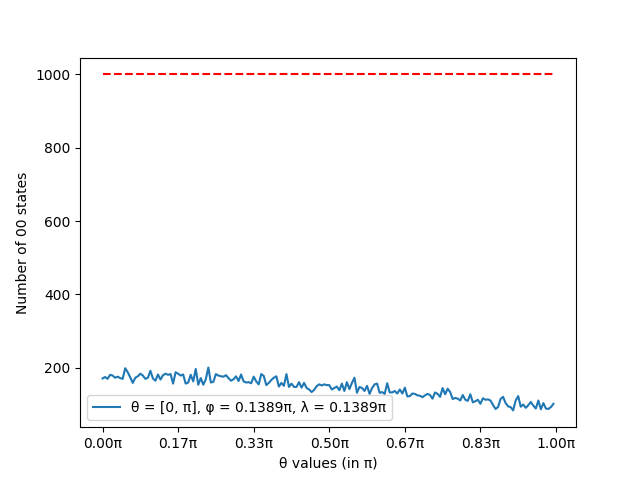 1000
800
600
400
200
Number of 00 states
θ = [0, π], φ = 0.1389π, λ = 0.1389π
0.00π 0.17π 0.33π 0.50π 0.67π 0.83π 1.00π
θ values (in π)